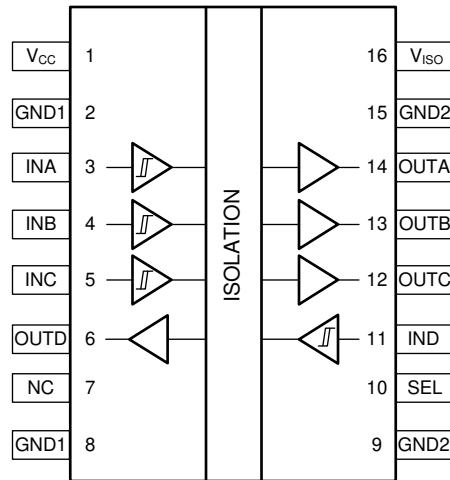 VCC 1 16 VISO
GND1 2 15 GND2
INA 3 14 OUTA
INB 4 13 OUTB
INC 5 12 OUTC
OUTD 6 11 IND
NC 7 10 SEL
GND1 8 9 GND2
ISOLATION